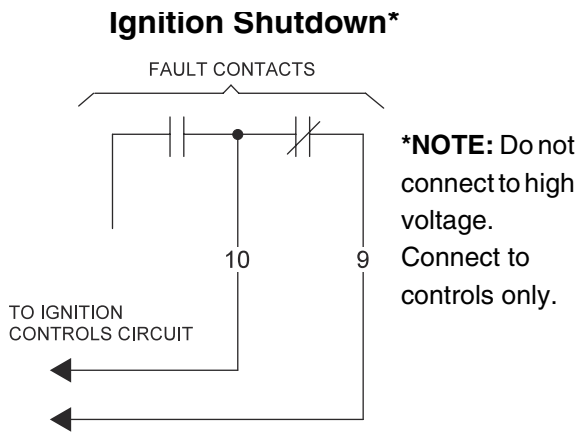 Ignition Shutdown*
FAULT CONTACTS
*NOTE: Do not
connect to high
voltage.
Connect to
controls only.
10
9
TO IGNITION
CONTROLS CIRCUIT